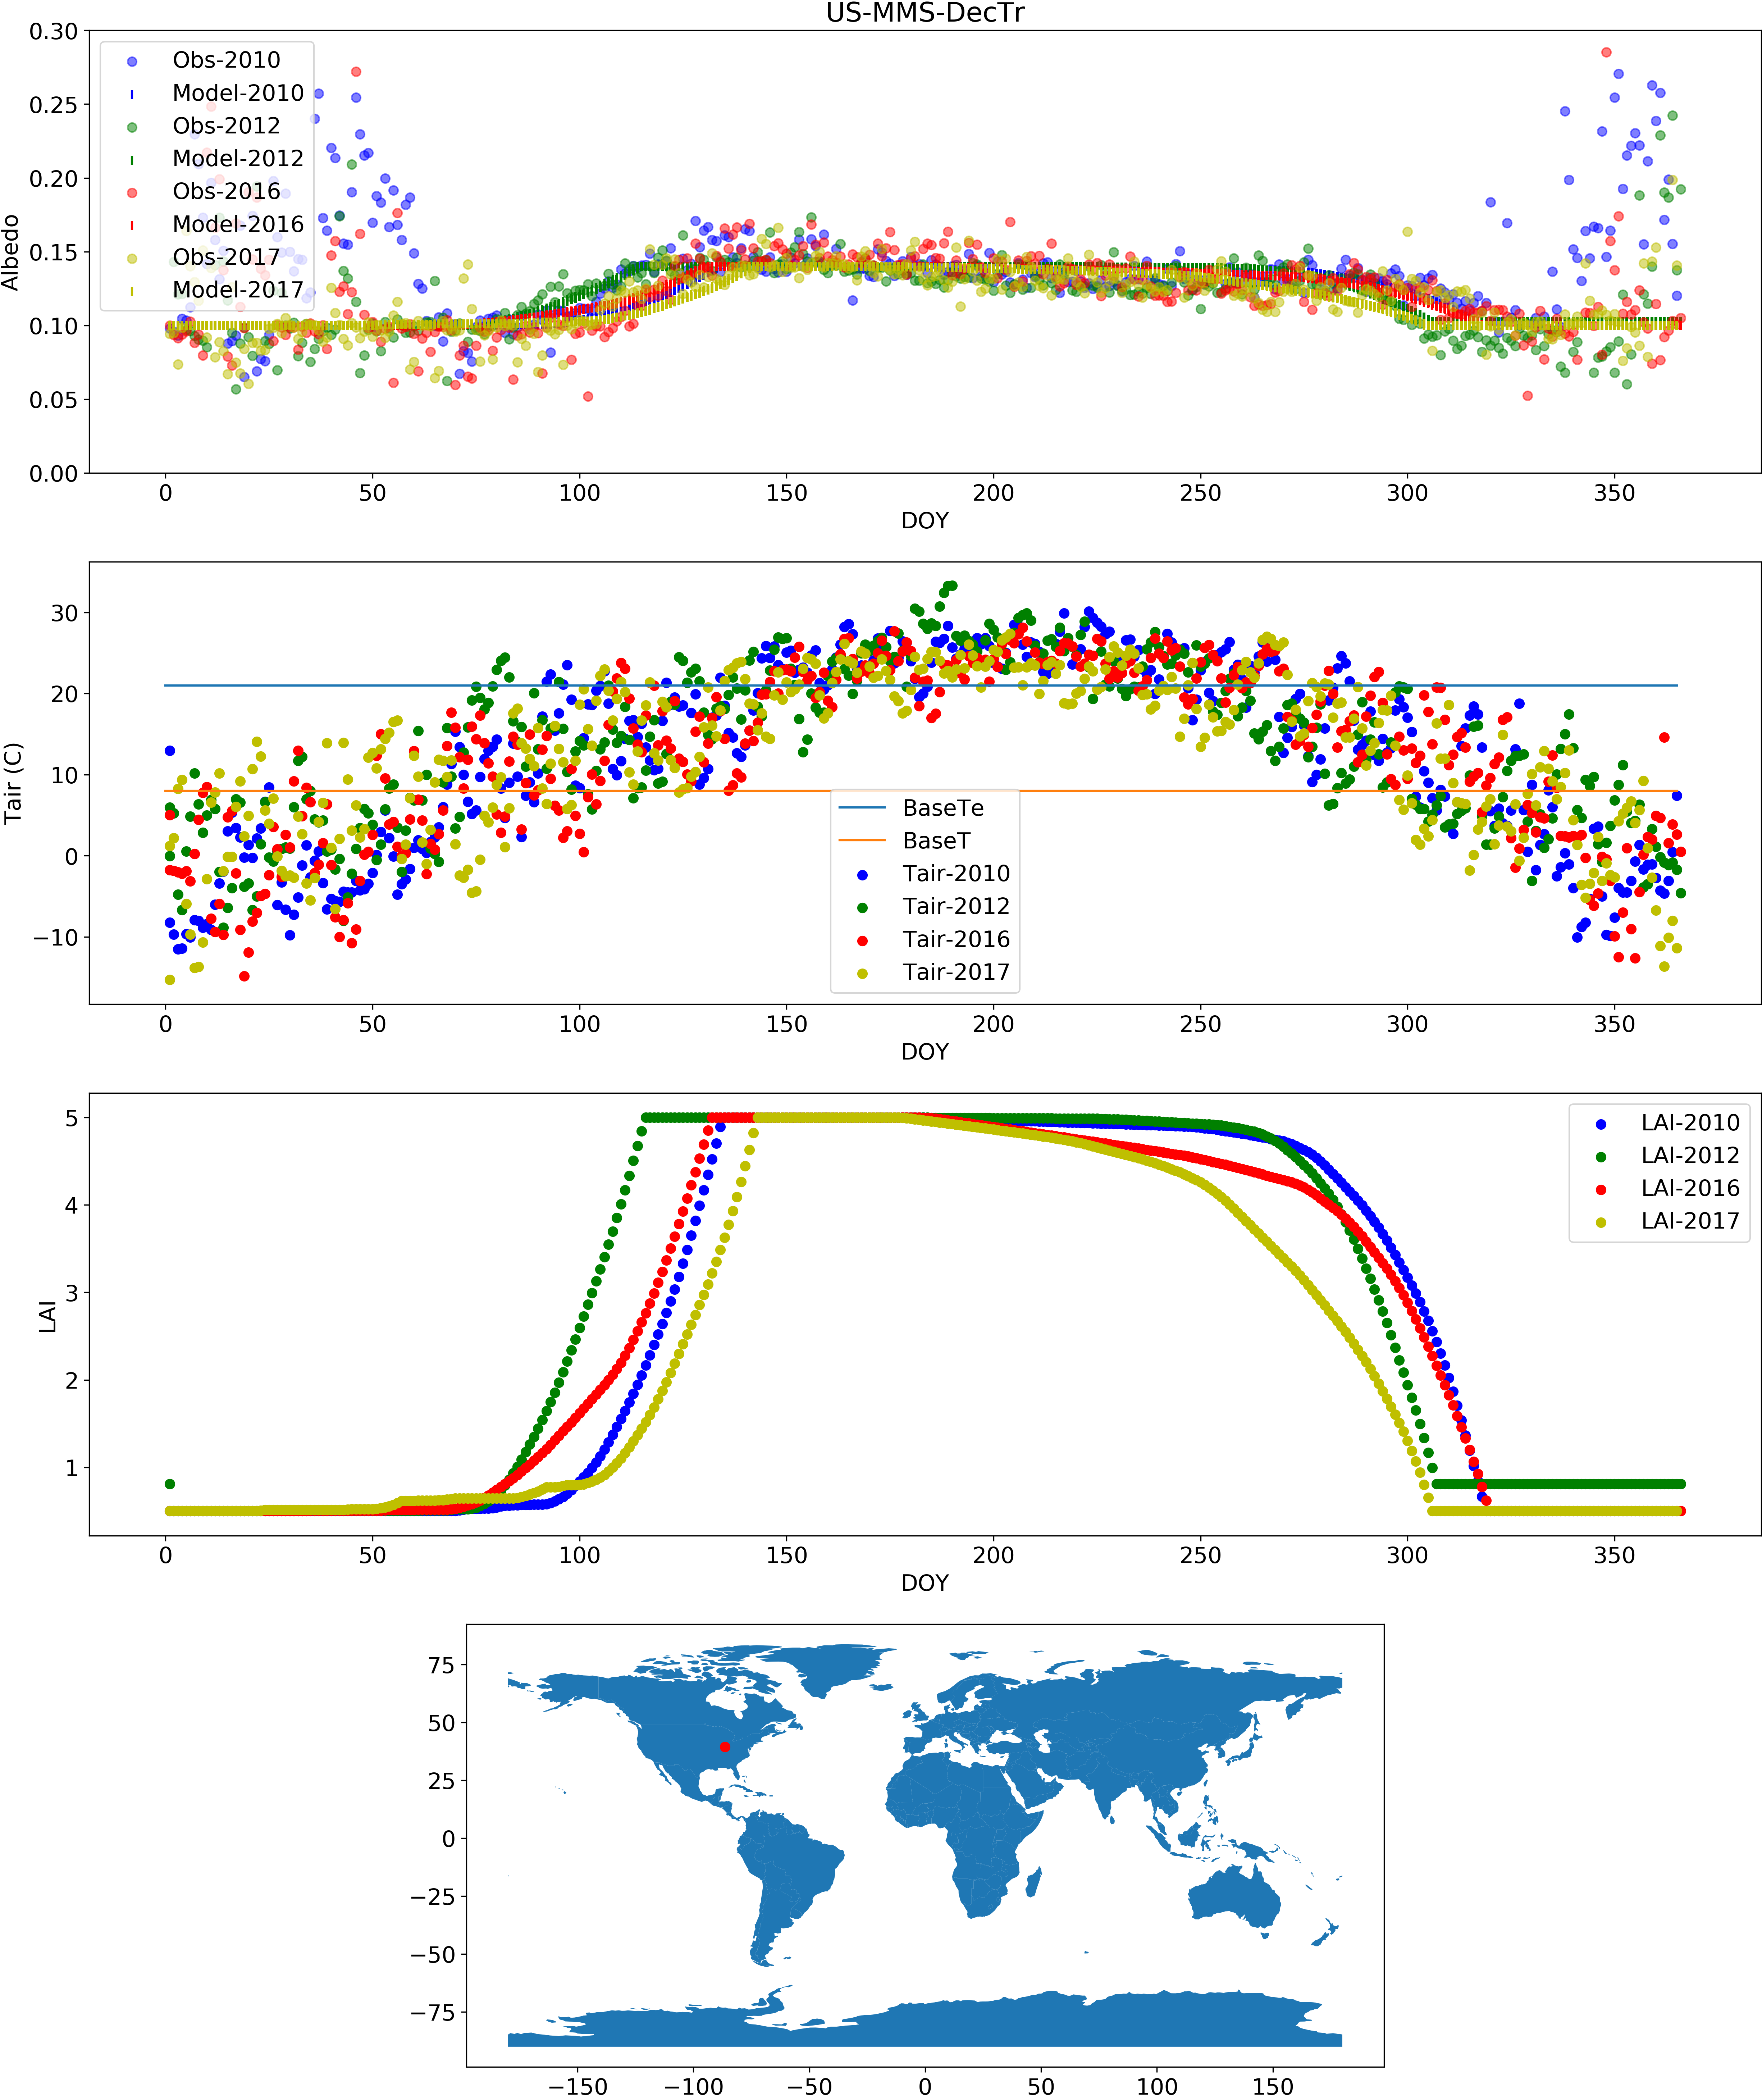 US-MMS-DecTr
0.30
0.25
0.20
0.15
0.10
0.05
0.00
Albedo
Obs-2010
Model-2010
Obs-2012
Model-2012
Obs-2016
Model-2016
Obs-2017
Model-2017
0 50 100 150 200 250 300 350
DOY
30
20
10
0
−10
Tair (C)
BaseTe
BaseT
Tair-2010
Tair-2012
Tair-2016
Tair-2017
0 50 100 150 200 250 300 350
DOY
5
4
3
2
1
LAI
LAI-2010
LAI-2012
LAI-2016
LAI-2017
0 50 100 150 200 250 300 350
DOY
75
50
25
0
−25
−50
−75
−150 −100 −50 0 50 100 150